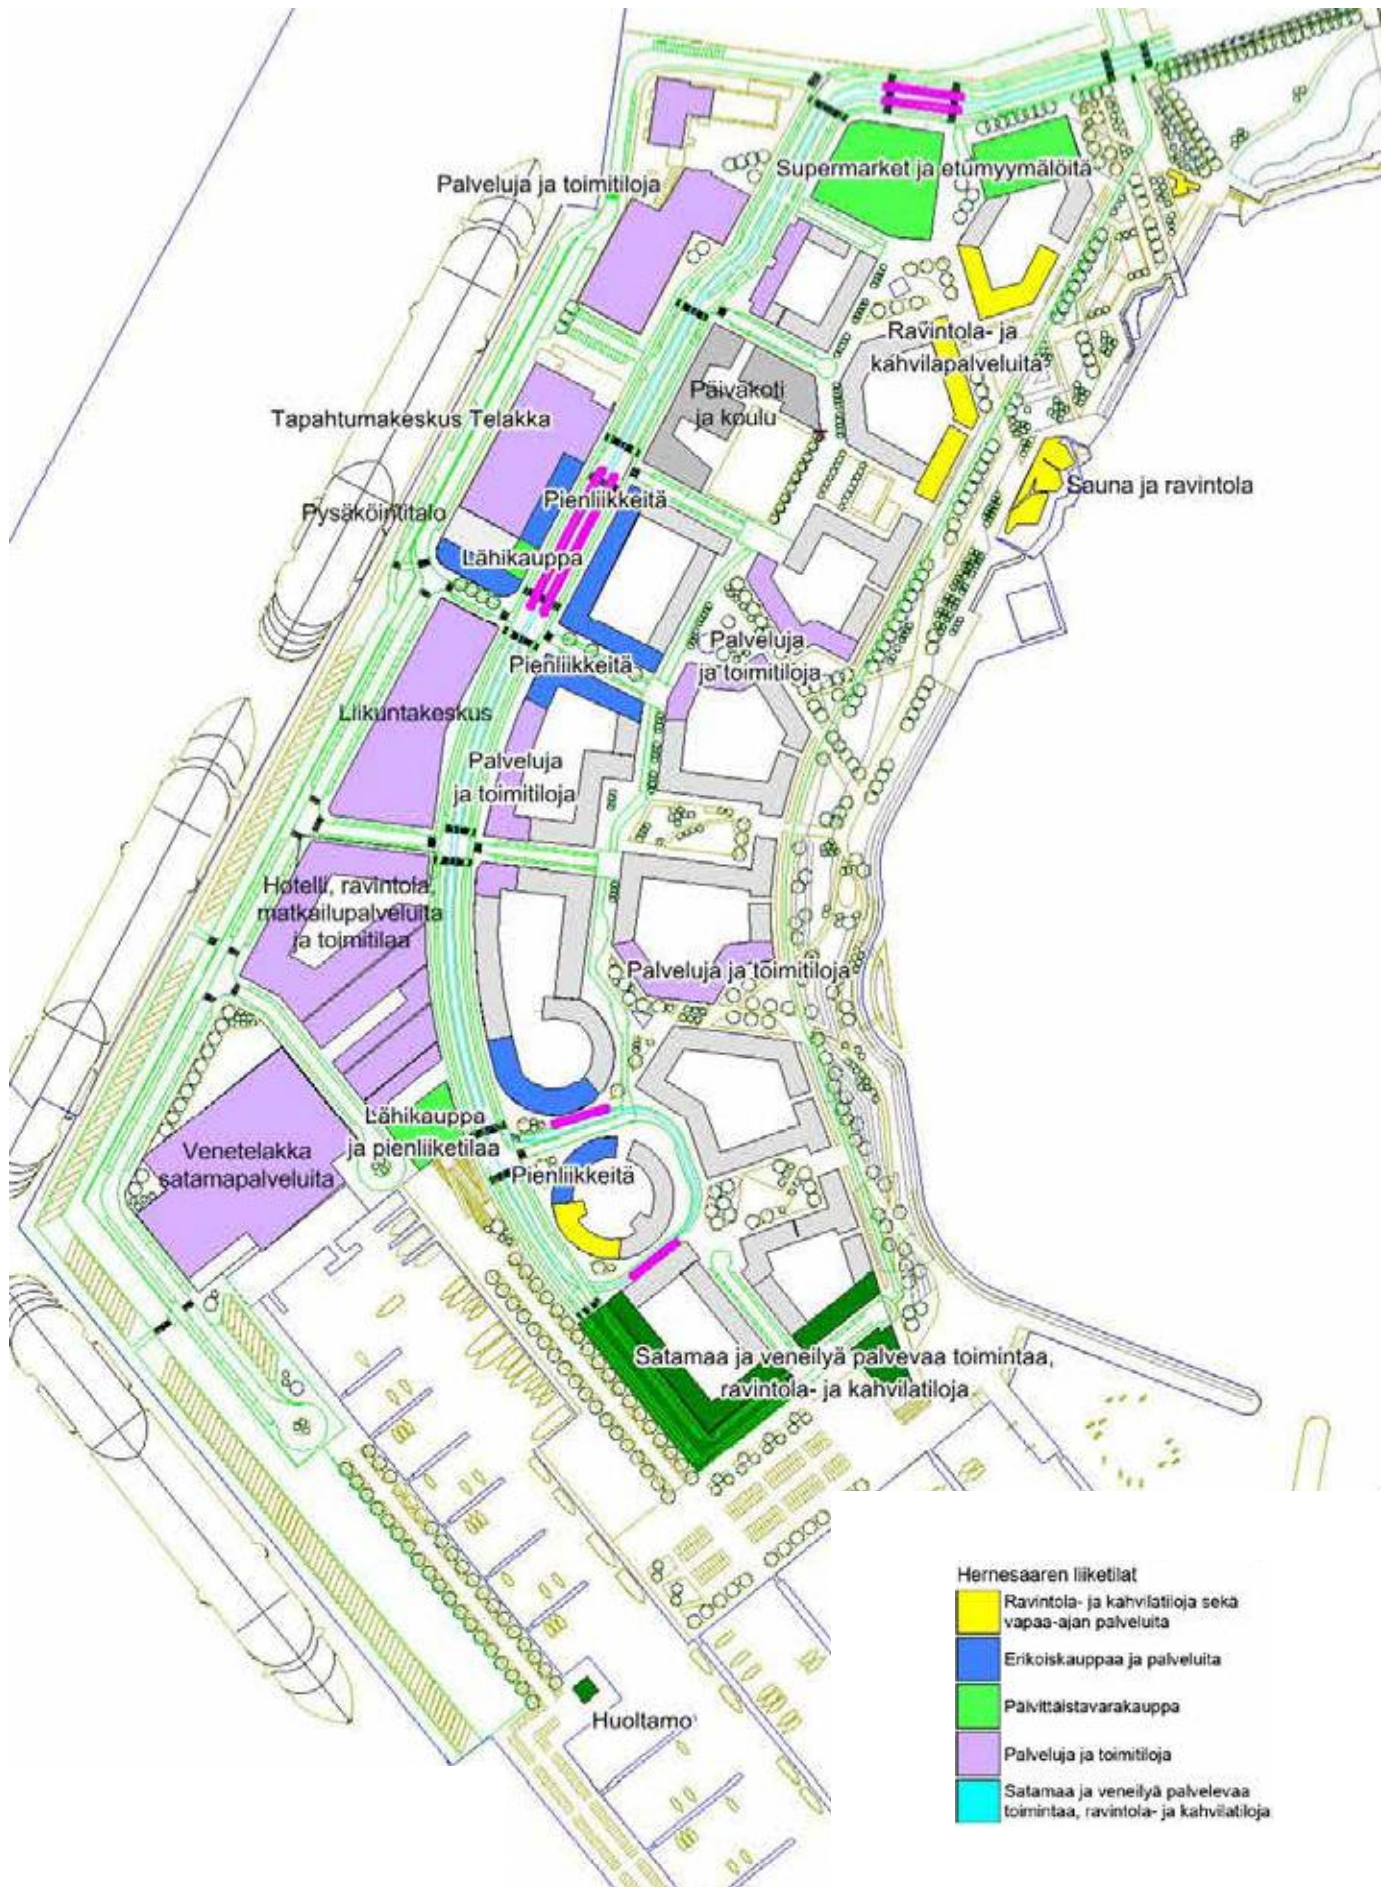 Supermarket ja etumyymälöitä
Palveluja ja toimitiloja
Ravintola- ja
kahvilapalveluita
Päiväkoti
ja koulu
Tapahtumakeskus Telakka
Sauna ja ravintola
Pienliikkeitä
Pysäköintitalo
Lähikauppa
Palveluja
ja toimitiloja
Pienliikkeitä
Liikuntakeskus
Palveluja
ja toimitiloja
Hotelli, ravintola,
matkailupalveluita
ja toimitilaa
Palveluja ja toimitiloja
Lähikauppa
ja pienliiketilaa
Venetelakka
satamapalveluita
Pienliikkeitä
Satamaa ja veneilyä palvevaa toimintaa,
ravintola- ja kahvilatiloja
Huoltamo
Hernesaaren liiketilat
Ravintola- ja kahvilatiloja sekä
vapaa-ajan palveluita
Erikoiskauppaa ja palveluita
Päivittäistavarakauppa
Palveluja ja toimitiloja
Satamaa ja veneilyä palvelevaa
toimintaa, ravintola- ja kahvilatiloja